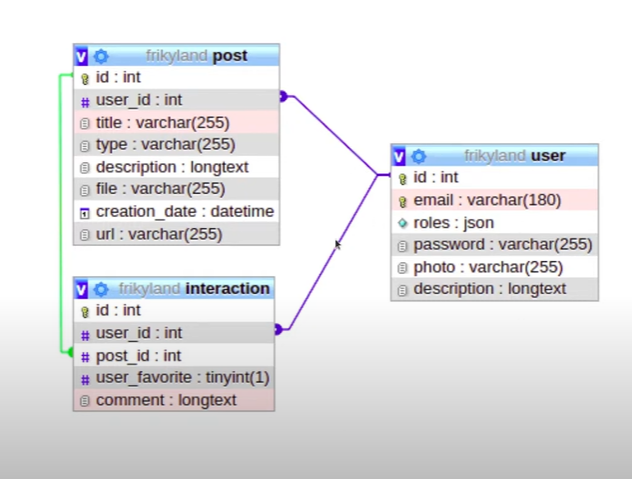 frikyland post
id : int
user_id : int
title : varchar(255)
type : varchar(255)
description : longtext
file : varchar(255)
creation_date : datetime
url : varchar(255)
frikyland user
id : int
email : varchar(180)
roles : json
password : varchar(255)
photo : varchar(255)
description : longtext
frikyland interaction
id : int
user_id : int
post_id : int
user_favorite : tinyint(1)
comment : longtext